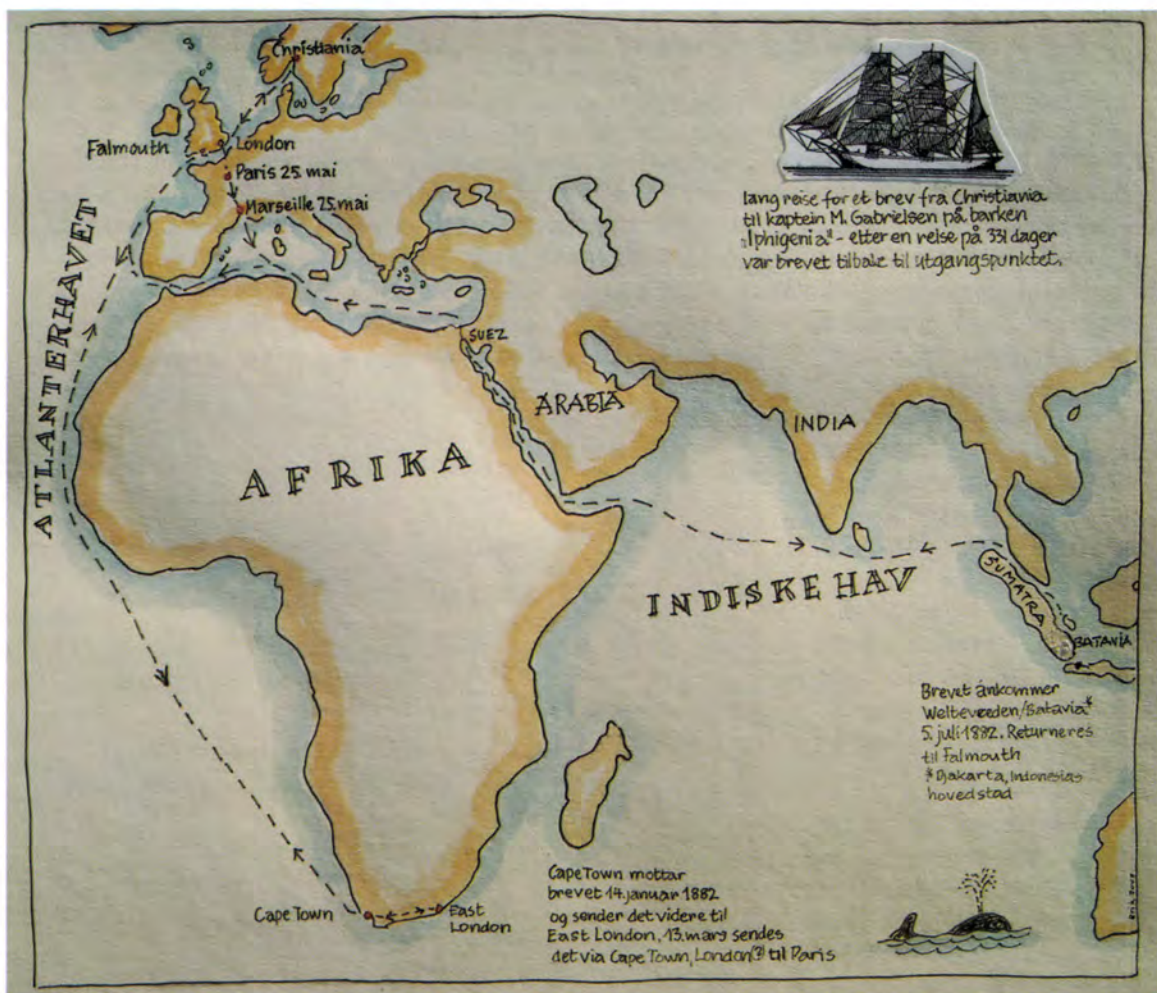 Christiania
Falmouth
London
Paris 25. mai
Marseille 25. mai
lang reise for et brev fra Christiania
til kaptein M. Gabrielsen på barken
"Iphigenia" - etter en reise på 331 dager
var brevet tilbake til utgangspunktet.
ATLANTERHAVET
SUEZ
ARABIA
INDIA
AFRIKA
INDISKE HAV
SUMATRA
BATAVIA
Brevet ánkommer
Welteveeden/Batavia*
5. juli 1882. Returneres
til Falmouth
* Djakarta, Indonesias
hovedstad
Cape Town mottar
brevet 14. januar 1882
og sender det videre til
East London, 13. mars sendes
det via Cape Town, London(?) til Paris
Cape Town
East
London